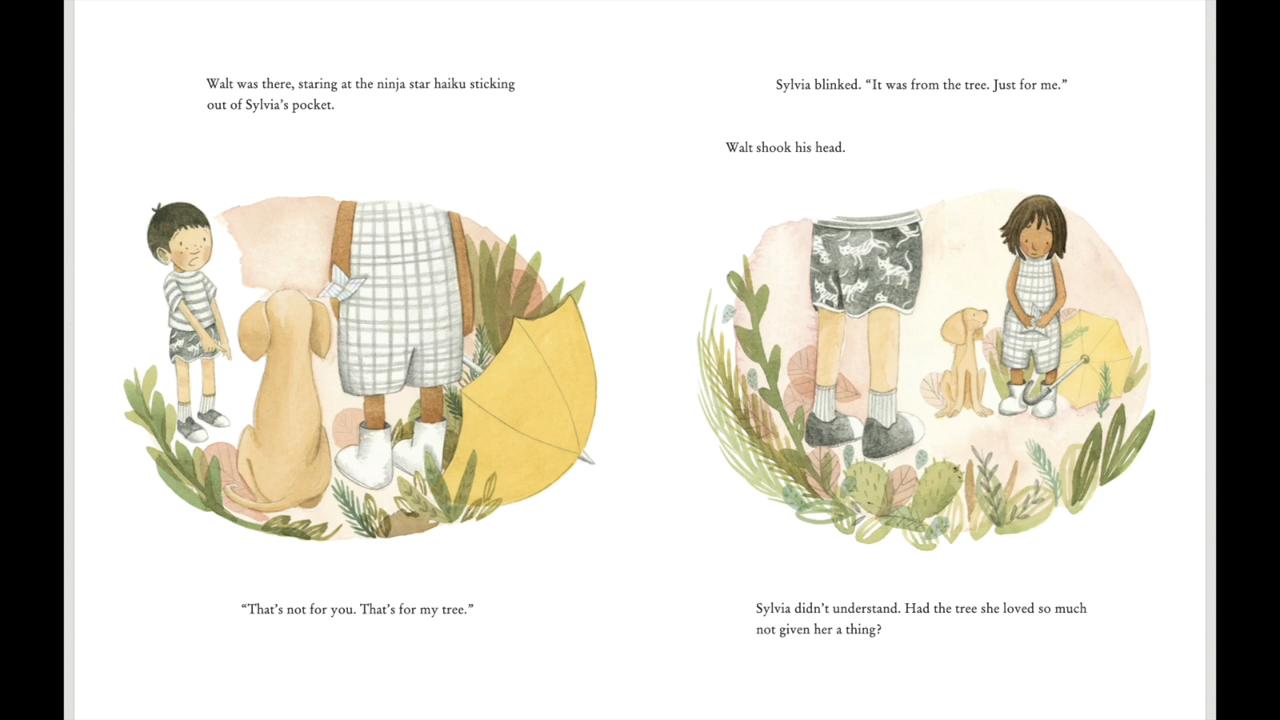 Walt was there, staring at the ninja star haiku sticking
out of Sylvia’s pocket.
“That’s not for you. That’s for my tree.”
Sylvia blinked. “It was from the tree. Just for me.”
Walt shook his head.
Sylvia didn’t understand. Had the tree she loved so much
not given her a thing?